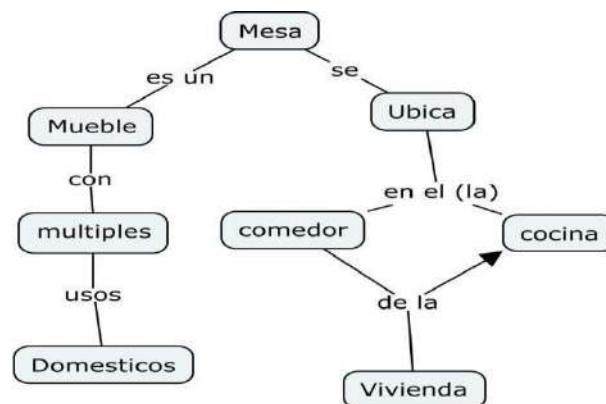 Mesa
es un
se
Mueble
Ubica
con
en el (la)
multiples
comedor
cocina
usos
de la
Domesticos
Vivienda